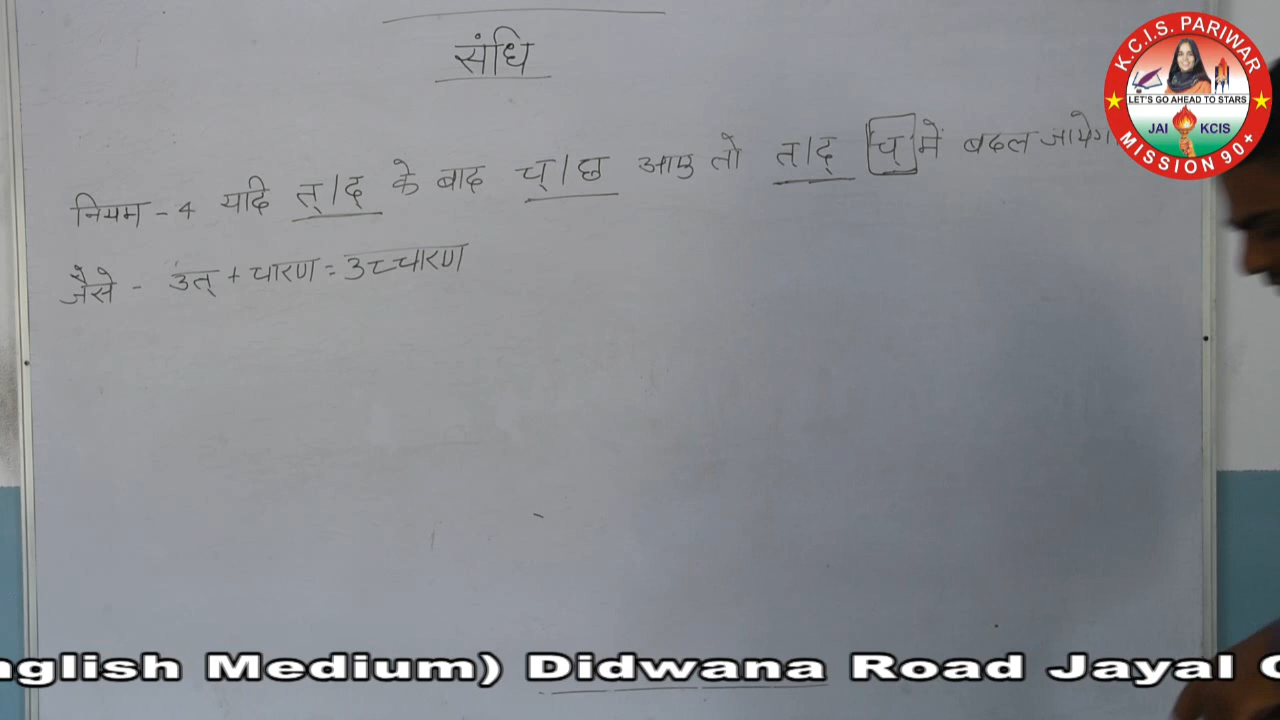 संधि
नियम - 4 यदि त् / द् के बाद च् / छ आए तो त् / द् च् में बदल जायेगा
जैसे - उत् + चारण = उच्चारण
K.C.I.S. PARIWAR
LET'S GO AHEAD TO STARS
JAI KCIS
MISSION 90+
nglish Medium) Didwana Road Jayal